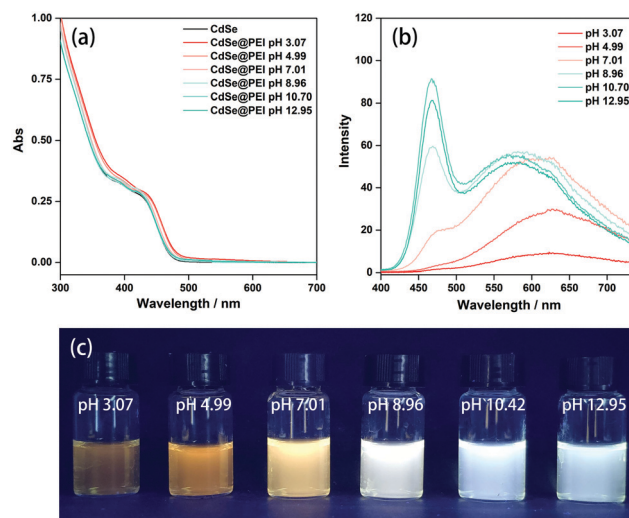 (a)
CdSe
CdSe@PEI pH 3.07
CdSe@PEI pH 4.99
CdSe@PEI pH 7.01
CdSe@PEI pH 8.96
CdSe@PEI pH 10.70
CdSe@PEI pH 12.95
1.00
0.75
0.50
0.25
0.00
Abs
300 400 500 600 700
Wavelength / nm
(b)
pH 3.07
pH 4.99
pH 7.01
pH 8.96
pH 10.70
pH 12.95
120
100
80
60
40
20
0
Intensity
400 450 500 550 600 650 700
Wavelength / nm
(c)
pH 3.07 pH 4.99 pH 7.01 pH 8.96 pH 10.42 pH 12.95